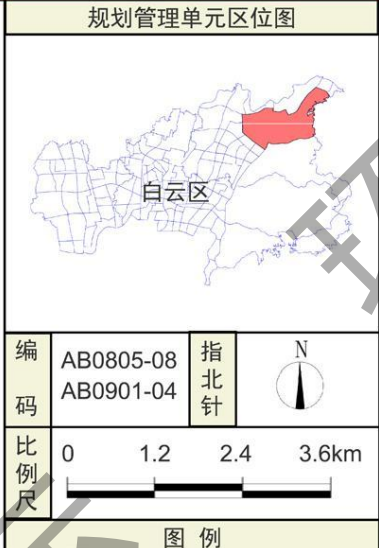 规划管理单元区位图
白云区
编码
AB0805-08
AB0901-04
指北针
N
比例尺
0 1.2 2.4 3.6km
图例